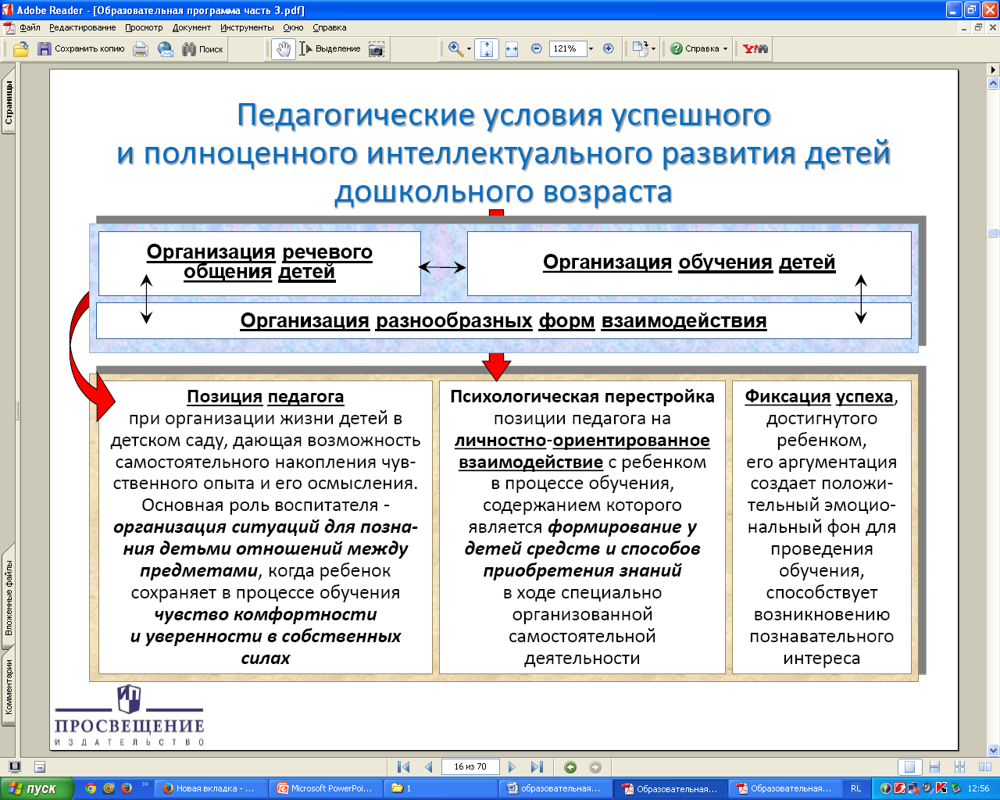 Adobe Reader - [Образовательная программа часть 3.pdf]
Файл Редактирование Просмотр Документ Инструменты Окно Справка
Сохранить копию Поиск Выделение 121% Справка Y!
Страницы
Вложенные файлы
Комментарии
Педагогические условия успешного
и полноценного интеллектуального развития детей
дошкольного возраста
Организация речевого
общения детей
Организация обучения детей
Организация разнообразных форм взаимодействия
Позиция педагога
при организации жизни детей в
детском саду, дающая возможность
самостоятельного накопления чув-
ственного опыта и его осмысления.
Основная роль воспитателя -
организация ситуаций для позна-
ния детьми отношений между
предметами, когда ребенок
сохраняет в процессе обучения
чувство комфортности
и уверенности в собственных
силах
Психологическая перестройка
позиции педагога на
личностно-ориентированное
взаимодействие с ребенком
в процессе обучения,
содержанием которого
является формирование у
детей средств и способов
приобретения знаний
в ходе специально
организованной
самостоятельной
деятельности
Фиксация успеха,
достигнутого
ребенком,
его аргументация
создает положи-
тельный эмоцио-
нальный фон для
проведения
обучения,
способствует
возникновению
познавательного
интереса
ПРОСВЕЩЕНИЕ
ИЗДАТЕЛЬСТВО
16 из 70
пуск Новая вкладка - ... Microsoft PowerPoi... 1 образовательная... Образовательная... Образовательная... RL 12:56